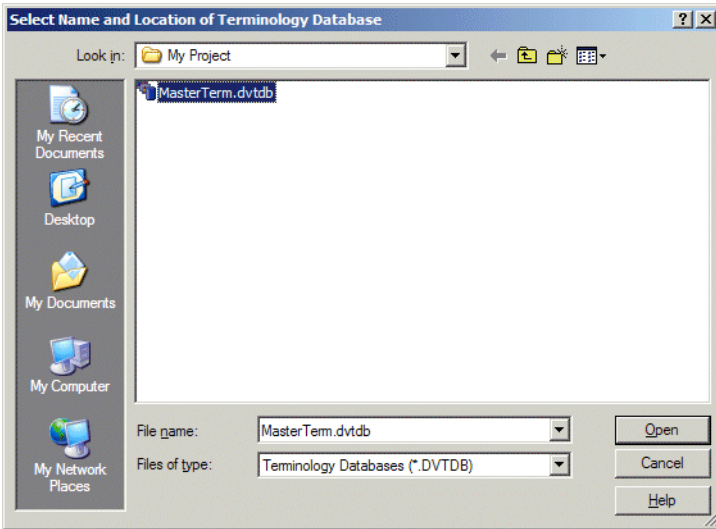 Select Name and Location of Terminology Database
Look in: My Project
MasterTerm.dvtdb
My Recent
Documents
Desktop
My Documents
My Computer
My Network
Places
File name: MasterTerm.dvtdb Open
Files of type: Terminology Databases (*.DVTDB) Cancel
Help